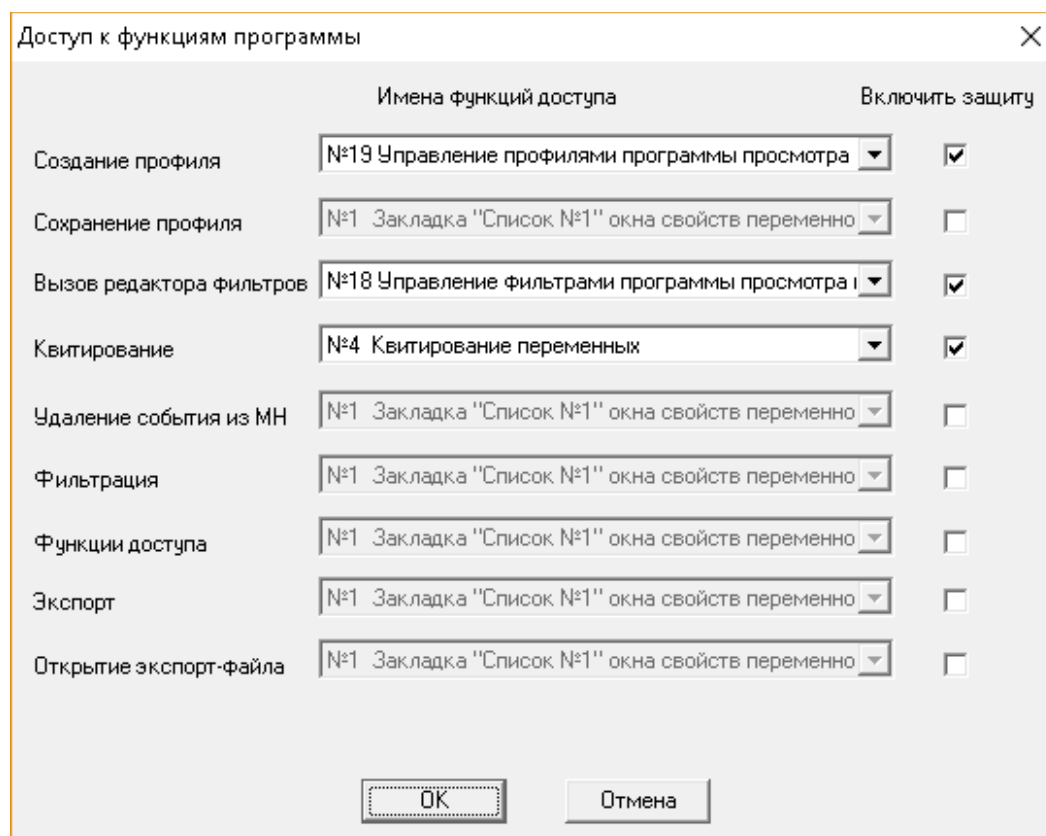 Доступ к функциям программы
Имена функций доступа Включить защиту
Создание профиля №19 Управление профилями программы просмотра
Сохранение профиля №1 Закладка "Список №1" окна свойств переменно
Вызов редактора фильтров №18 Управление фильтрами программы просмотра
Квитирование №4 Квитирование переменных
Удаление события из МН №1 Закладка "Список №1" окна свойств переменно
Фильтрация №1 Закладка "Список №1" окна свойств переменно
Функции доступа №1 Закладка "Список №1" окна свойств переменно
Экспорт №1 Закладка "Список №1" окна свойств переменно
Открытие экспорт-файла №1 Закладка "Список №1" окна свойств переменно
ОК Отмена